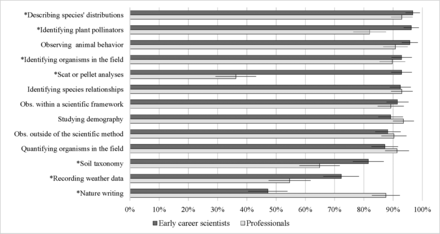 *Describing species' distributions
*Identifying plant pollinators
Observing animal behavior
*Identifying organisms in the field
*Scat or pellet analyses
Identifying species relationships
Obs. within a scientific framework
Studying demography
Obs. outside of the scientific method
Quantifying organisms in the field
*Soil taxonomy
*Recording weather data
*Nature writing
0% 10% 20% 30% 40% 50% 60% 70% 80% 90% 100%
Early career scientists Professionals